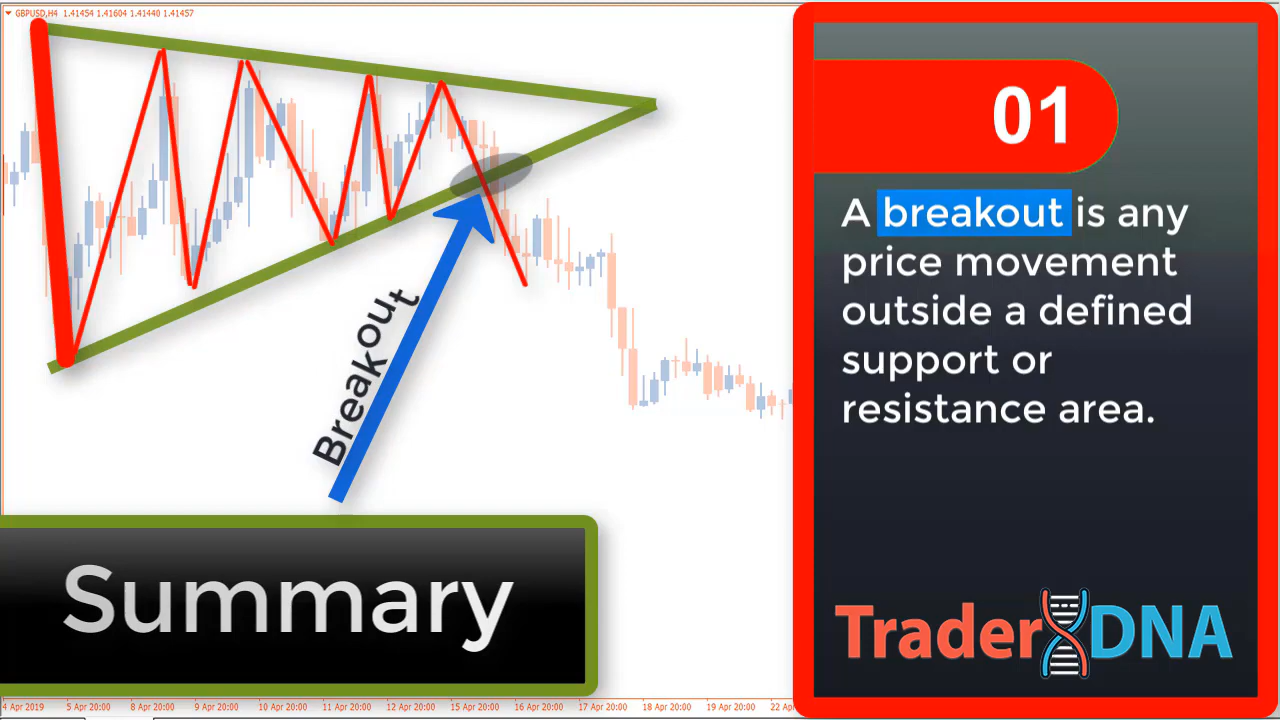 GBPUSD,H4 1.41454 1.41604 1.41440 1.41457
01
A breakout is any
price movement
outside a defined
support or
resistance area.
Breakout
Summary
Trader DNA
4 Apr 2019 5 Apr 20:00 8 Apr 20:00 9 Apr 20:00 10 Apr 20:00 11 Apr 20:00 12 Apr 20:00 15 Apr 20:00 16 Apr 20:00 17 Apr 20:00 18 Apr 20:00 19 Apr 20:00 22 Apr